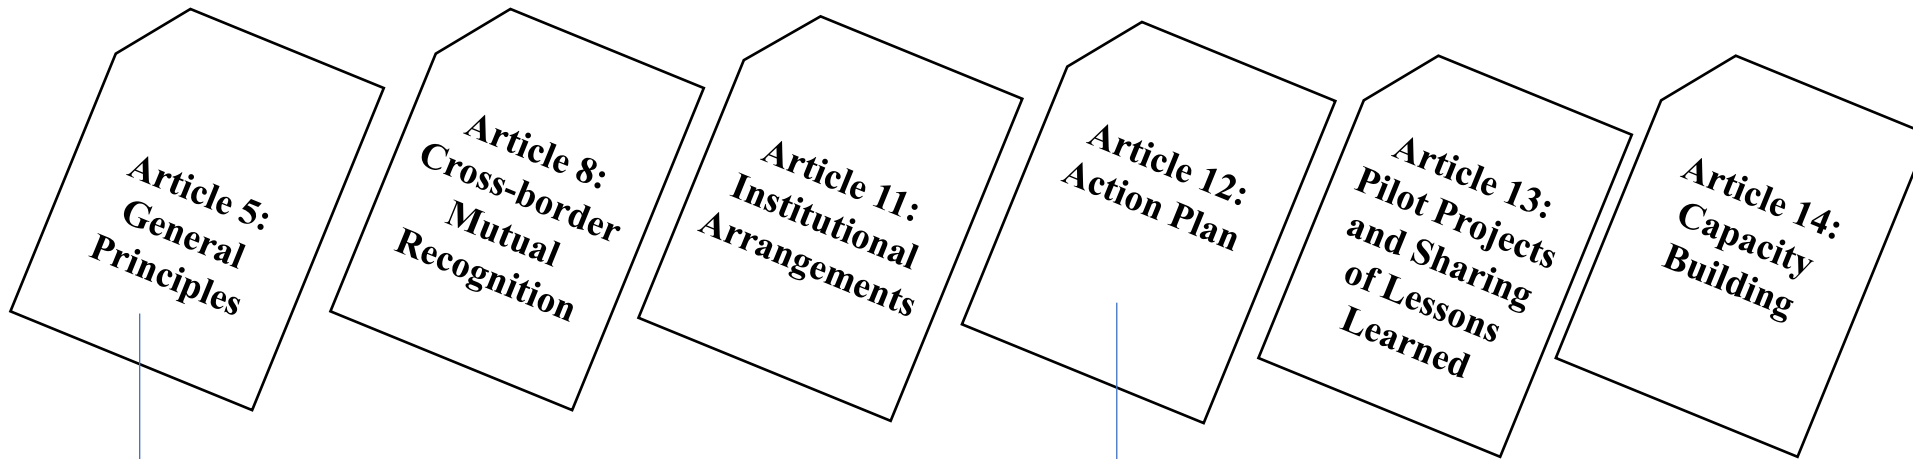 Article 5:
General
Principles
Article 8:
Cross-border
Mutual
Recognition
Article 11:
Institutional
Arrangements
Article 12:
Action Plan
Article 13:
Pilot Projects
and Sharing
of Lessons
Learned
Article 14:
Capacity
Building